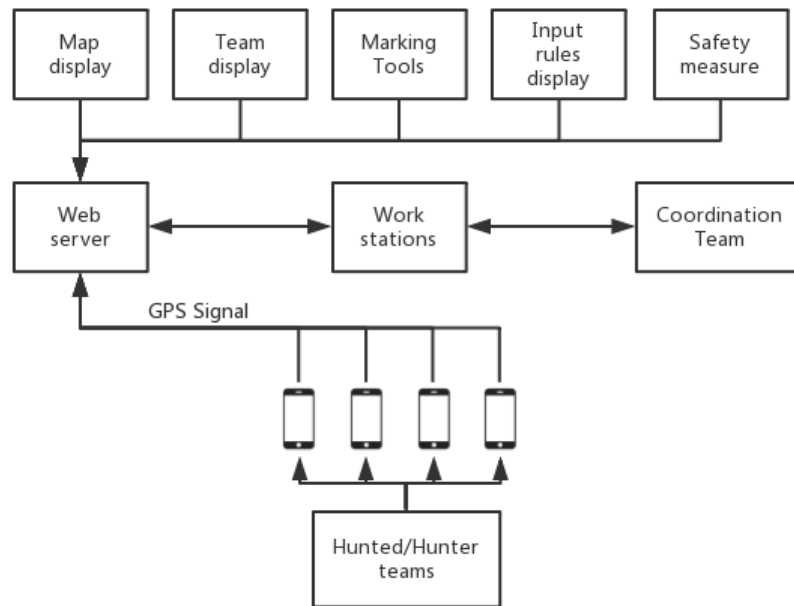 Map
display
Team
display
Marking
Tools
Input
rules
display
Safety
measure
Web
server
Work
stations
Coordination
Team
GPS Signal
Hunted/Hunter
teams